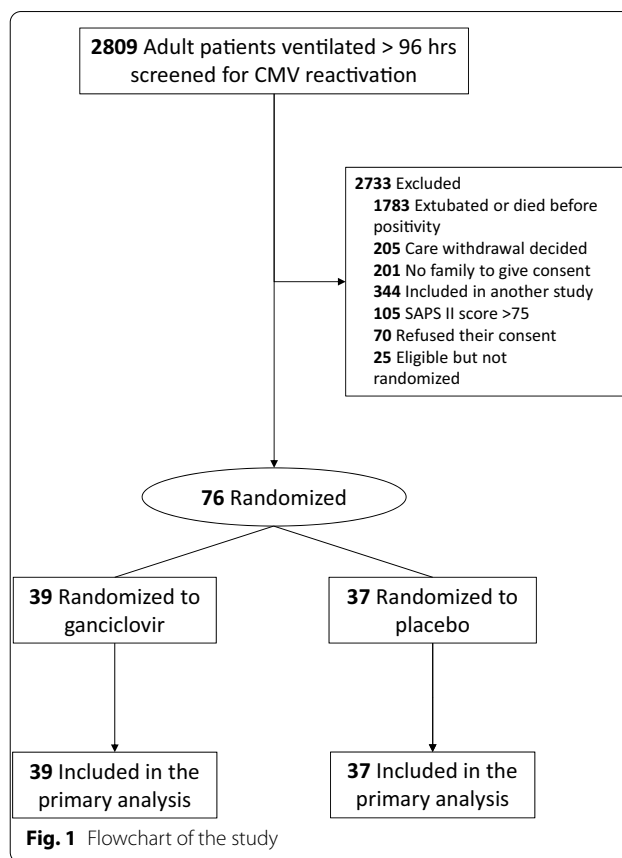 2809 Adult patients ventilated > 96 hrs
screened for CMV reactivation
2733 Excluded
1783 Extubated or died before
positivity
205 Care withdrawal decided
201 No family to give consent
344 Included in another study
105 SAPS II score >75
70 Refused their consent
25 Eligible but not
randomized
76 Randomized
39 Randomized to
ganciclovir
37 Randomized to
placebo
39 Included in the
primary analysis
37 Included in the
primary analysis
Fig. 1 Flowchart of the study